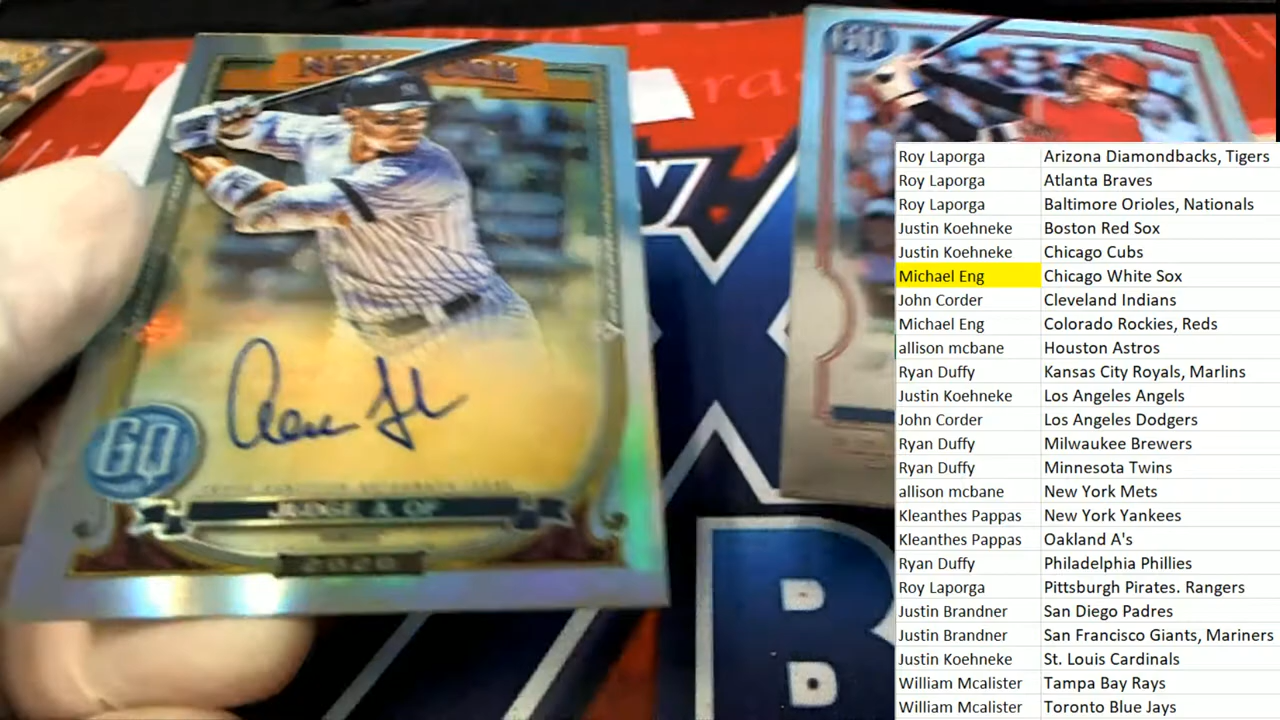 NEW YORK
GQ
JUDGE A OF
2020
GQ
B
Roy Laporga Arizona Diamondbacks, Tigers
Roy Laporga Atlanta Braves
Roy Laporga Baltimore Orioles, Nationals
Justin Koehneke Boston Red Sox
Justin Koehneke Chicago Cubs
Michael Eng Chicago White Sox
John Corder Cleveland Indians
Michael Eng Colorado Rockies, Reds
allison mcbane Houston Astros
Ryan Duffy Kansas City Royals, Marlins
Justin Koehneke Los Angeles Angels
John Corder Los Angeles Dodgers
Ryan Duffy Milwaukee Brewers
Ryan Duffy Minnesota Twins
allison mcbane New York Mets
Kleanthes Pappas New York Yankees
Kleanthes Pappas Oakland A's
Ryan Duffy Philadelphia Phillies
Roy Laporga Pittsburgh Pirates. Rangers
Justin Brandner San Diego Padres
Justin Brandner San Francisco Giants, Mariners
Justin Koehneke St. Louis Cardinals
William Mcalister Tampa Bay Rays
William Mcalister Toronto Blue Jays